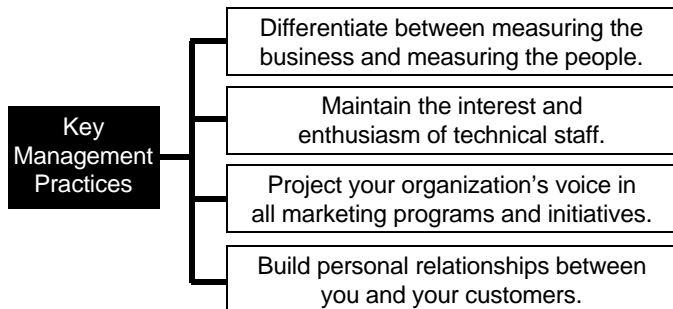 Key
Management
Practices
Differentiate between measuring the
business and measuring the people.
Maintain the interest and
enthusiasm of technical staff.
Project your organization’s voice in
all marketing programs and initiatives.
Build personal relationships between
you and your customers.